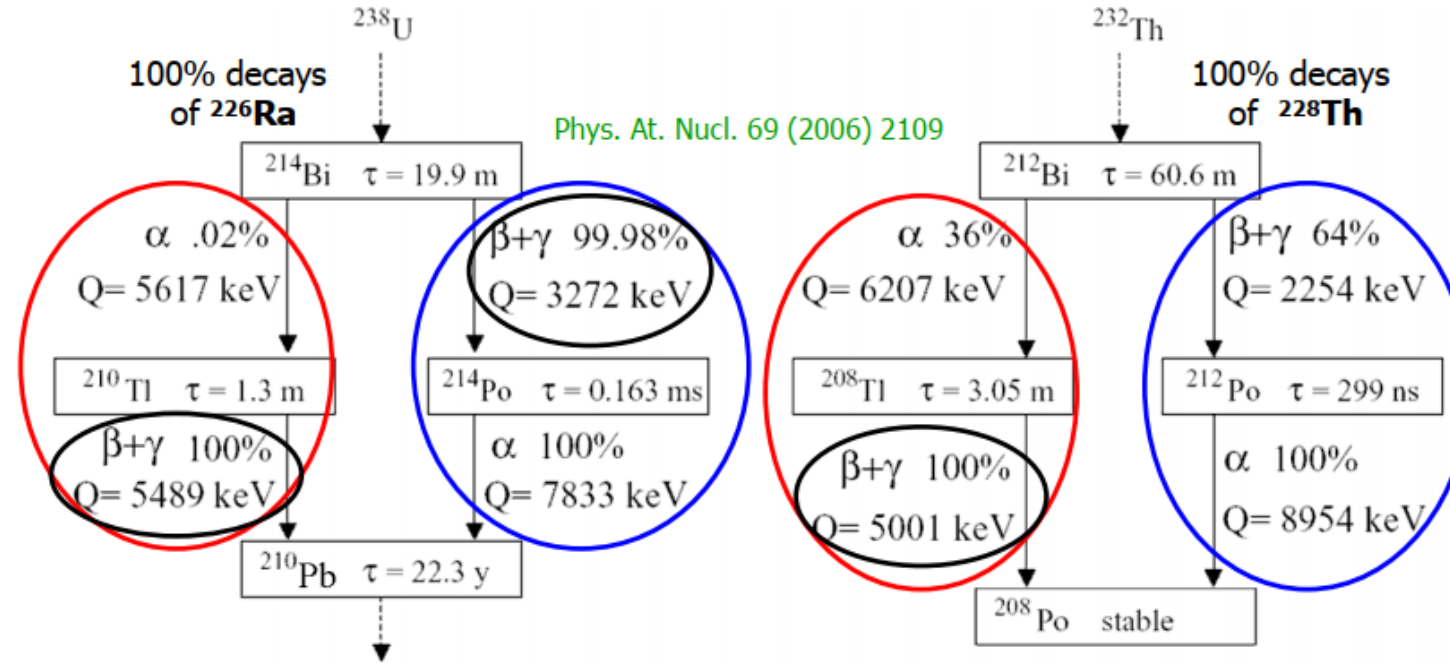 ²³⁸U
100% decays
of ²²⁶Ra
Phys. At. Nucl. 69 (2006) 2109
²¹⁴Bi τ = 19.9 m
α .02%
Q= 5617 keV
β+γ 99.98%
Q= 3272 keV
²¹⁰Tl τ = 1.3 m
²¹⁴Po τ = 0.163 ms
β+γ 100%
Q= 5489 keV
α 100%
Q= 7833 keV
²¹⁰Pb τ = 22.3 y
²³²Th
100% decays
of ²²⁸Th
²¹²Bi τ = 60.6 m
α 36%
Q= 6207 keV
β+γ 64%
Q= 2254 keV
²⁰⁸Tl τ = 3.05 m
²¹²Po τ = 299 ns
β+γ 100%
Q= 5001 keV
α 100%
Q= 8954 keV
²⁰⁸Po stable